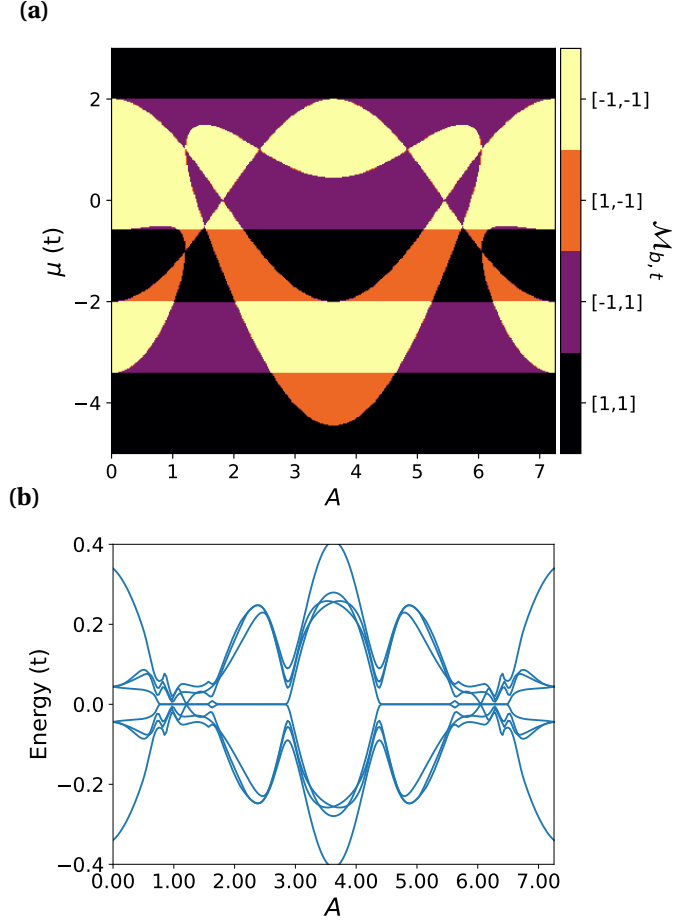 (a)
2
0
−2
−4
μ (t)
0 1 2 3 4 5 6 7
A
[-1,-1]
[1,-1]
[-1,1]
[1,1]
ℳb,t
(b)
0.4
0.2
0.0
−0.2
−0.4
Energy (t)
0.00 1.00 2.00 3.00 4.00 5.00 6.00 7.00
A